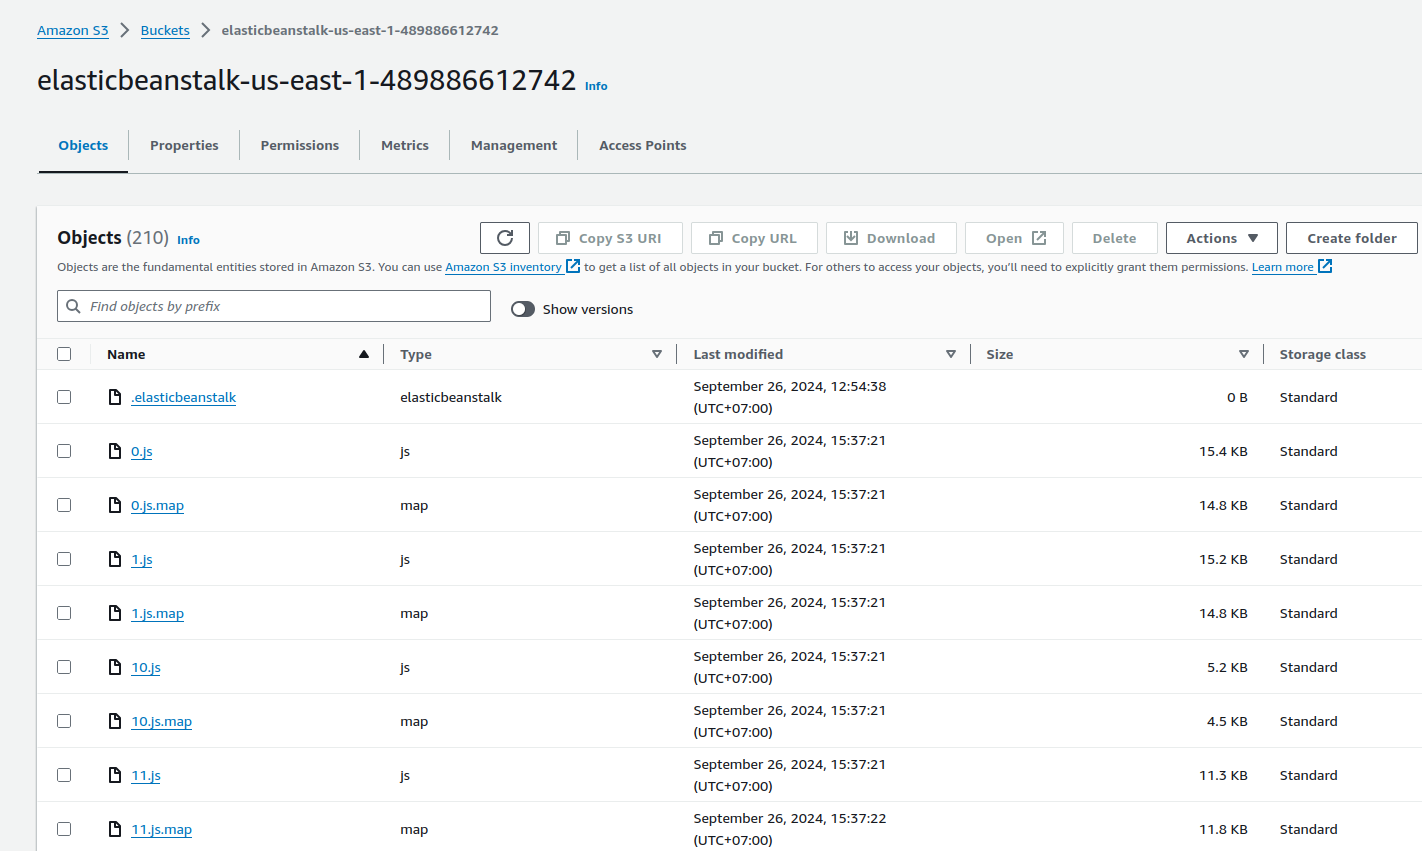 Amazon S3 > Buckets > elasticbeanstalk-us-east-1-489886612742
elasticbeanstalk-us-east-1-489886612742 Info
Objects Properties Permissions Metrics Management Access Points
Objects (210) Info Copy S3 URI Copy URL Download Open Delete Actions Create folder
Objects are the fundamental entities stored in Amazon S3. You can use Amazon S3 inventory to get a list of all objects in your bucket. For others to access your objects, you'll need to explicitly grant them permissions. Learn more
Find objects by prefix Show versions
Name Type Last modified Size Storage class
.elasticbeanstalk elasticbeanstalk September 26, 2024, 12:54:38 (UTC+07:00) 0 B Standard
0.js js September 26, 2024, 15:37:21 (UTC+07:00) 15.4 KB Standard
0.js.map map September 26, 2024, 15:37:21 (UTC+07:00) 14.8 KB Standard
1.js js September 26, 2024, 15:37:21 (UTC+07:00) 15.2 KB Standard
1.js.map map September 26, 2024, 15:37:21 (UTC+07:00) 14.8 KB Standard
10.js js September 26, 2024, 15:37:21 (UTC+07:00) 5.2 KB Standard
10.js.map map September 26, 2024, 15:37:21 (UTC+07:00) 4.5 KB Standard
11.js js September 26, 2024, 15:37:21 (UTC+07:00) 11.3 KB Standard
11.js.map map September 26, 2024, 15:37:22 (UTC+07:00) 11.8 KB Standard